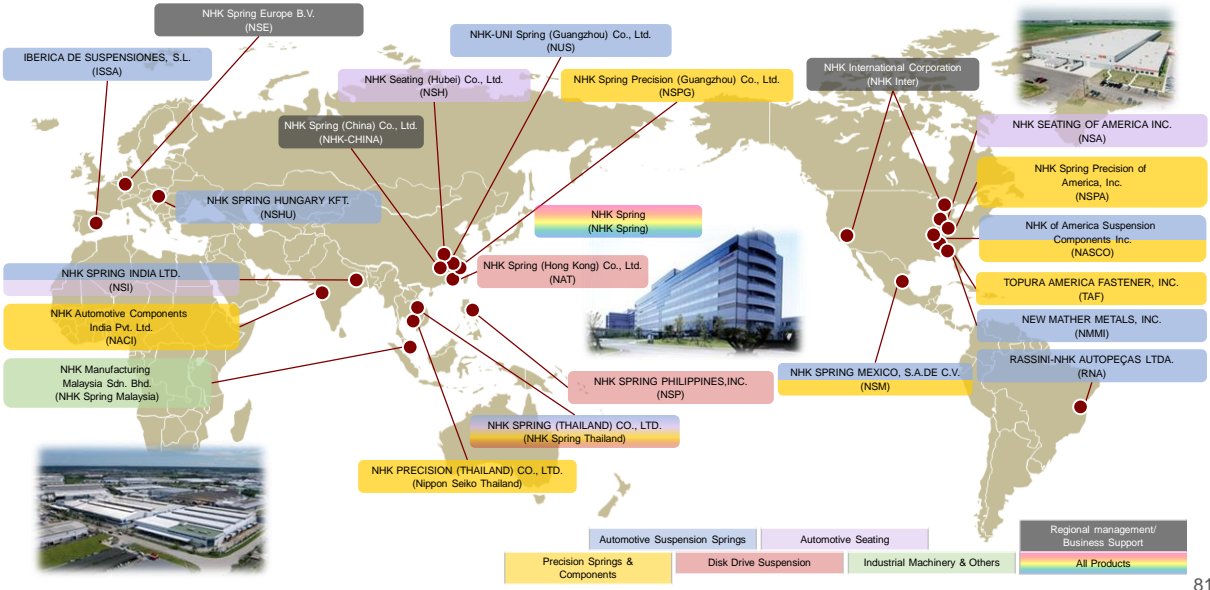 NHK Spring Europe B.V.
(NSE)
IBERICA DE SUSPENSIONES, S.L.
(ISSA)
NHK-UNI Spring (Guangzhou) Co., Ltd.
(NUS)
NHK Seating (Hubei) Co., Ltd.
(NSH)
NHK Spring Precision (Guangzhou) Co., Ltd.
(NSPG)
NHK Spring (China) Co., Ltd.
(NHK-CHINA)
NHK International Corporation
(NHK Inter)
NHK SEATING OF AMERICA INC.
(NSA)
NHK Spring Precision of
America, Inc.
(NSPA)
NHK SPRING HUNGARY KFT.
(NSHU)
NHK Spring
(NHK Spring)
NHK of America Suspension
Components Inc.
(NASCO)
NHK SPRING INDIA LTD.
(NSI)
NHK Spring (Hong Kong) Co., Ltd.
(NAT)
TOPURA AMERICA FASTENER, INC.
(TAF)
NHK Automotive Components
India Pvt. Ltd.
(NACI)
NEW MATHER METALS, INC.
(NMMI)
NHK Manufacturing
Malaysia Sdn. Bhd.
(NHK Spring Malaysia)
NHK SPRING PHILIPPINES,INC.
(NSP)
NHK SPRING MEXICO, S.A.DE C.V.
(NSM)
RASSINI-NHK AUTOPEÇAS LTDA.
(RNA)
NHK SPRING (THAILAND) CO., LTD.
(NHK Spring Thailand)
NHK PRECISION (THAILAND) CO., LTD.
(Nippon Seiko Thailand)
Automotive Suspension Springs
Automotive Seating
Regional management/
Business Support
Precision Springs &
Components
Disk Drive Suspension
Industrial Machinery & Others
All Products
81